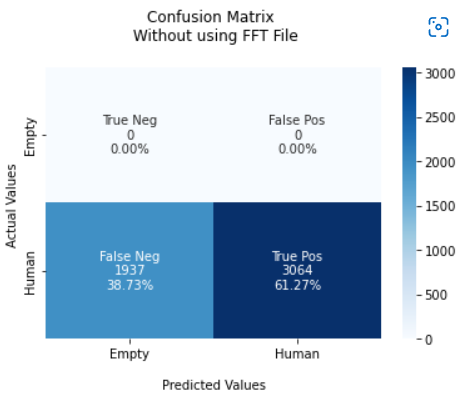 Confusion Matrix
Without using FFT File
True Neg
0
0.00%
False Pos
0
0.00%
False Neg
1937
38.73%
True Pos
3064
61.27%
Empty
Human
Actual Values
Empty
Human
Predicted Values
3000
2500
2000
1500
1000
500
0